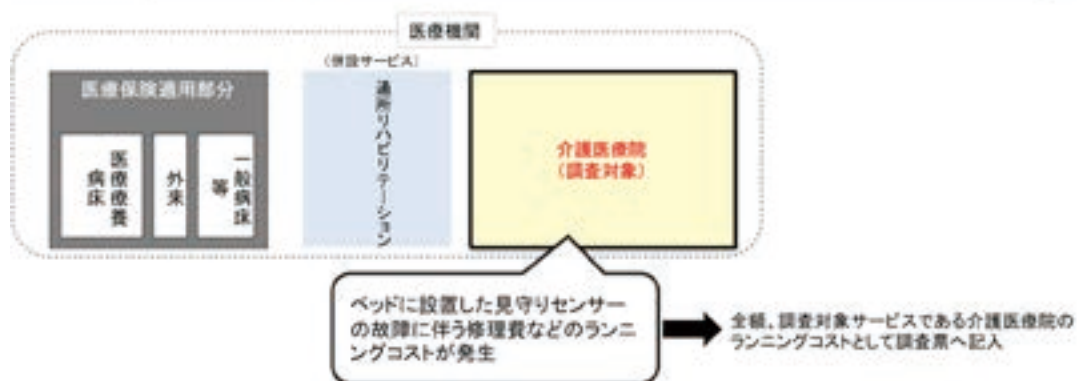 医療機関
(併設サービス)
医療保険適用部分
医療療養
病床
外来
一般病床
等
通所リハビリテーション
介護医療院
(調査対象)
ベッドに設置した見守りセンサー
の故障に伴う修理費などのランニ
ングコストが発生
全額、調査対象サービスである介護医療院の
ランニングコストとして調査票へ記入